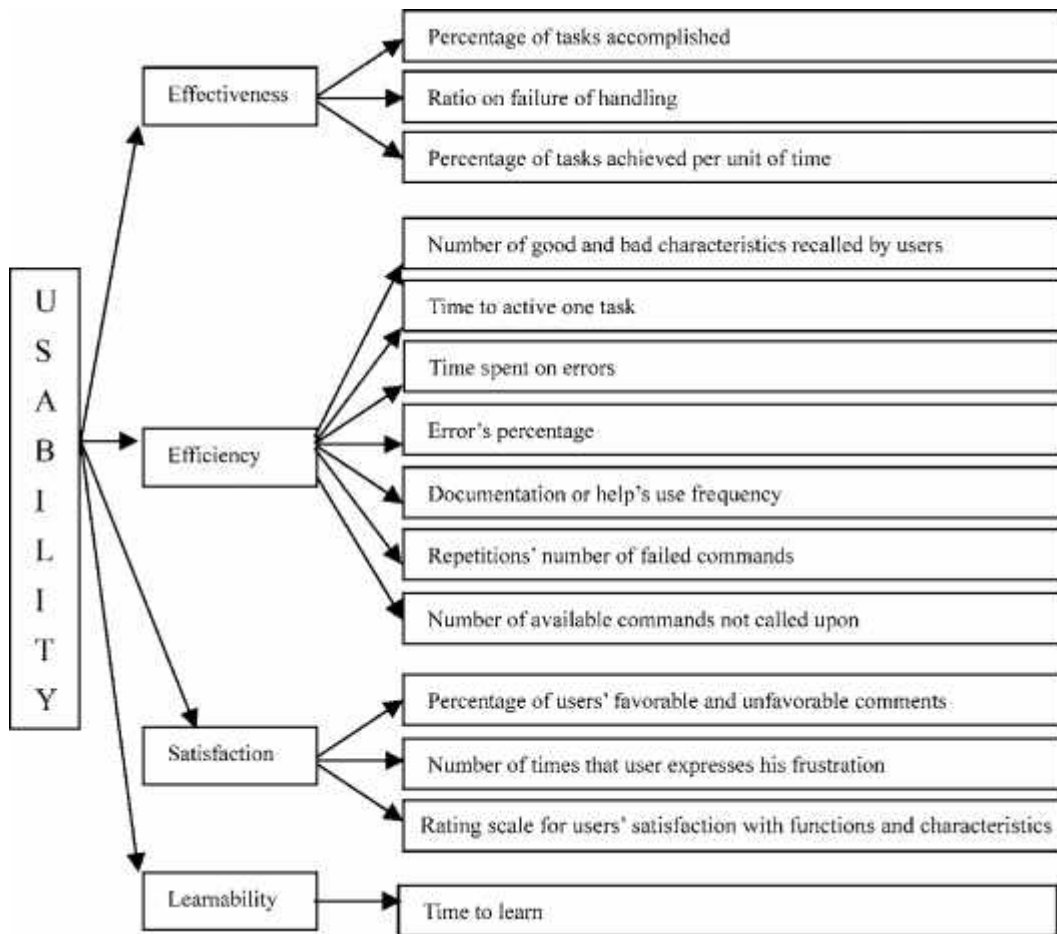 USABILITY
Effectiveness
Percentage of tasks accomplished
Ratio on failure of handling
Percentage of tasks achieved per unit of time
Efficiency
Number of good and bad characteristics recalled by users
Time to active one task
Time spent on errors
Error's percentage
Documentation or help's use frequency
Repetitions' number of failed commands
Number of available commands not called upon
Satisfaction
Percentage of users' favorable and unfavorable comments
Number of times that user expresses his frustration
Rating scale for users' satisfaction with functions and characteristics
Learnability
Time to learn